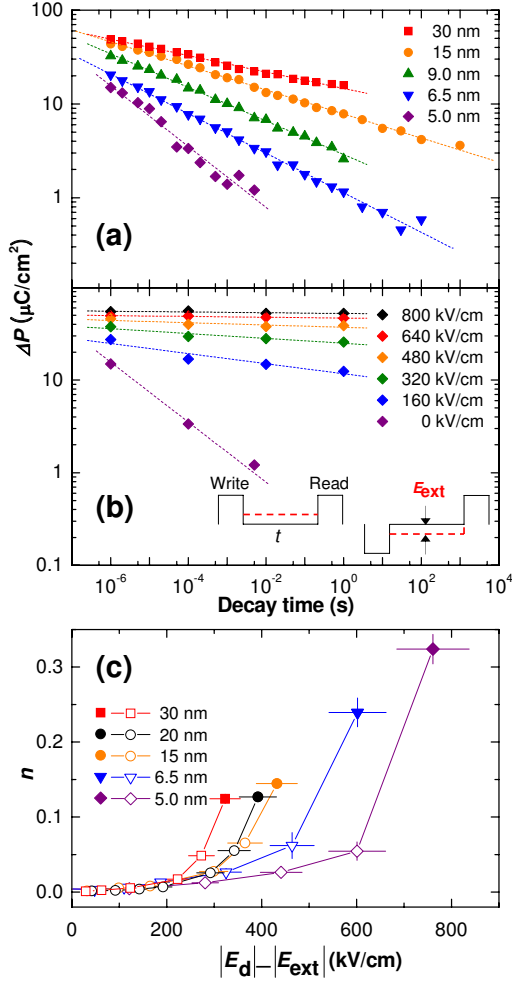 100
10
1
(a)
30 nm
15 nm
9.0 nm
6.5 nm
5.0 nm
ΔP (μC/cm²)
10
1
0.1
(b)
800 kV/cm
640 kV/cm
480 kV/cm
320 kV/cm
160 kV/cm
0 kV/cm
Write
Read
t
E_ext
10⁻⁶ 10⁻⁴ 10⁻² 10⁰ 10² 10⁴
Decay time (s)
(c)
0.3
0.2
0.1
0.0
n
30 nm
20 nm
15 nm
6.5 nm
5.0 nm
0 200 400 600 800
|E_d|–|E_ext| (kV/cm)